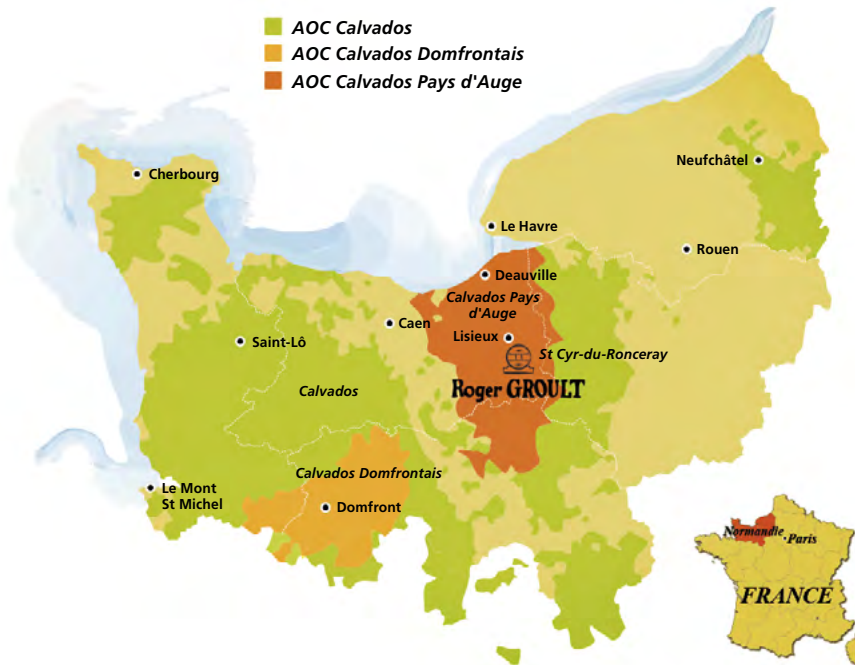 AOC Calvados
AOC Calvados Domfrontais
AOC Calvados Pays d'Auge
Cherbourg
Neufchâtel
Le Havre
Rouen
Deauville
Calvados Pays
d'Auge
Caen
Lisieux
Saint-Lô
St Cyr-du-Ronceray
Roger GROULT
Calvados
Calvados Domfrontais
Le Mont
St Michel
Domfront
Normandie
Paris
FRANCE